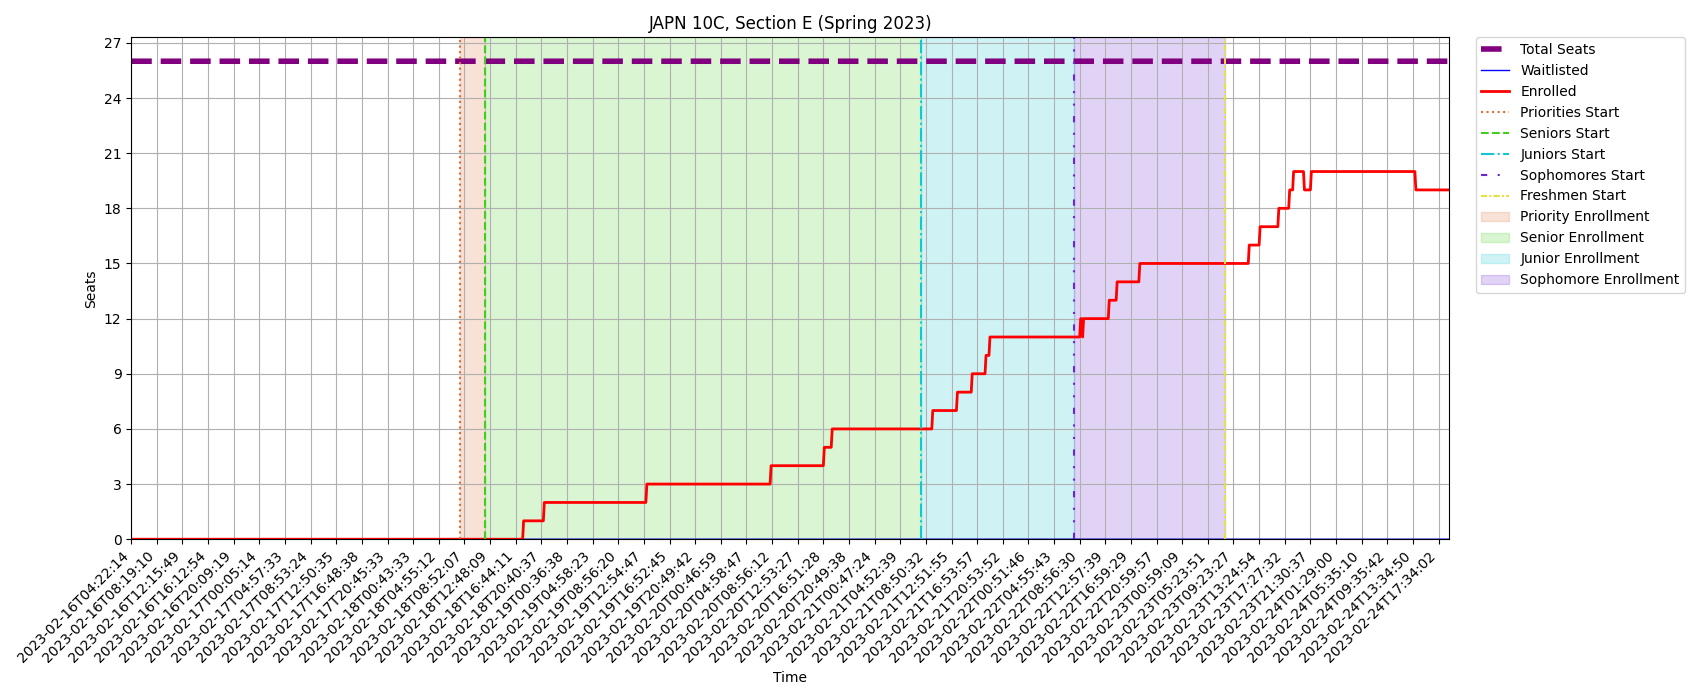 JAPN 10C, Section E (Spring 2023)
Seats
27
24
21
18
15
12
9
6
3
0
2023-02-16T04:22:14
2023-02-16T08:19:10
2023-02-16T12:15:49
2023-02-16T16:12:54
2023-02-16T20:09:19
2023-02-17T00:05:14
2023-02-17T04:57:33
2023-02-17T08:53:24
2023-02-17T12:50:35
2023-02-17T16:48:38
2023-02-17T20:45:33
2023-02-18T00:43:33
2023-02-18T04:55:12
2023-02-18T08:52:07
2023-02-18T12:48:09
2023-02-18T16:44:11
2023-02-18T20:40:37
2023-02-19T00:36:38
2023-02-19T04:58:23
2023-02-19T08:56:20
2023-02-19T12:54:47
2023-02-19T16:52:45
2023-02-19T20:49:42
2023-02-20T00:46:59
2023-02-20T04:58:47
2023-02-20T08:56:12
2023-02-20T12:53:27
2023-02-20T16:51:28
2023-02-20T20:49:38
2023-02-21T00:47:24
2023-02-21T04:52:39
2023-02-21T08:50:32
2023-02-21T12:51:55
2023-02-21T16:53:57
2023-02-21T20:53:52
2023-02-22T00:51:46
2023-02-22T04:55:43
2023-02-22T08:56:30
2023-02-22T12:57:39
2023-02-22T16:59:29
2023-02-22T20:59:57
2023-02-23T00:59:09
2023-02-23T05:23:51
2023-02-23T09:23:27
2023-02-23T13:24:54
2023-02-23T17:27:32
2023-02-23T21:30:37
2023-02-24T01:29:00
2023-02-24T05:35:10
2023-02-24T09:35:42
2023-02-24T13:34:50
2023-02-24T17:34:02
Time
Total Seats
Waitlisted
Enrolled
Priorities Start
Seniors Start
Juniors Start
Sophomores Start
Freshmen Start
Priority Enrollment
Senior Enrollment
Junior Enrollment
Sophomore Enrollment